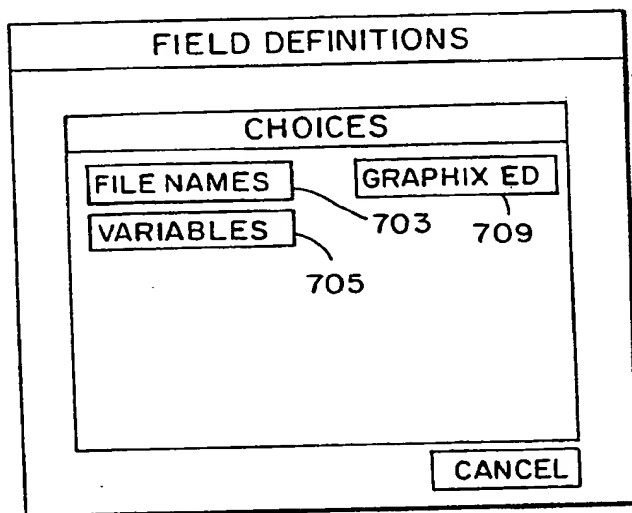 FIELD DEFINITIONS
CHOICES
FILE NAMES
GRAPHIX ED
703
709
VARIABLES
705
CANCEL